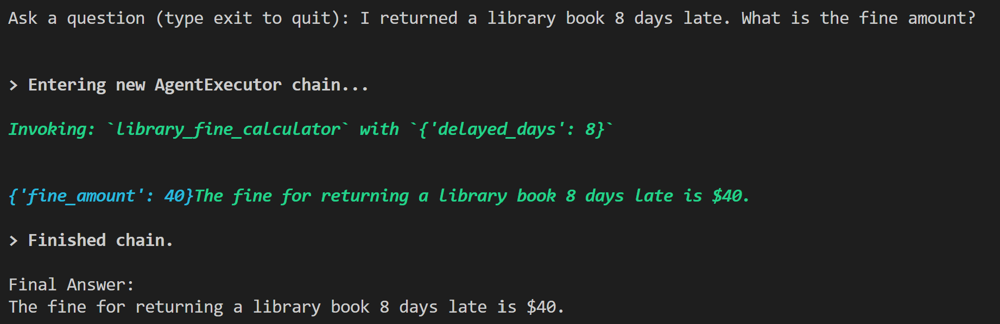 Ask a question (type exit to quit): I returned a library book 8 days late. What is the fine amount?
> Entering new AgentExecutor chain...
Invoking: `library_fine_calculator` with `{'delayed_days': 8}`
{'fine_amount': 40}The fine for returning a library book 8 days late is $40.
> Finished chain.
Final Answer:
The fine for returning a library book 8 days late is $40.